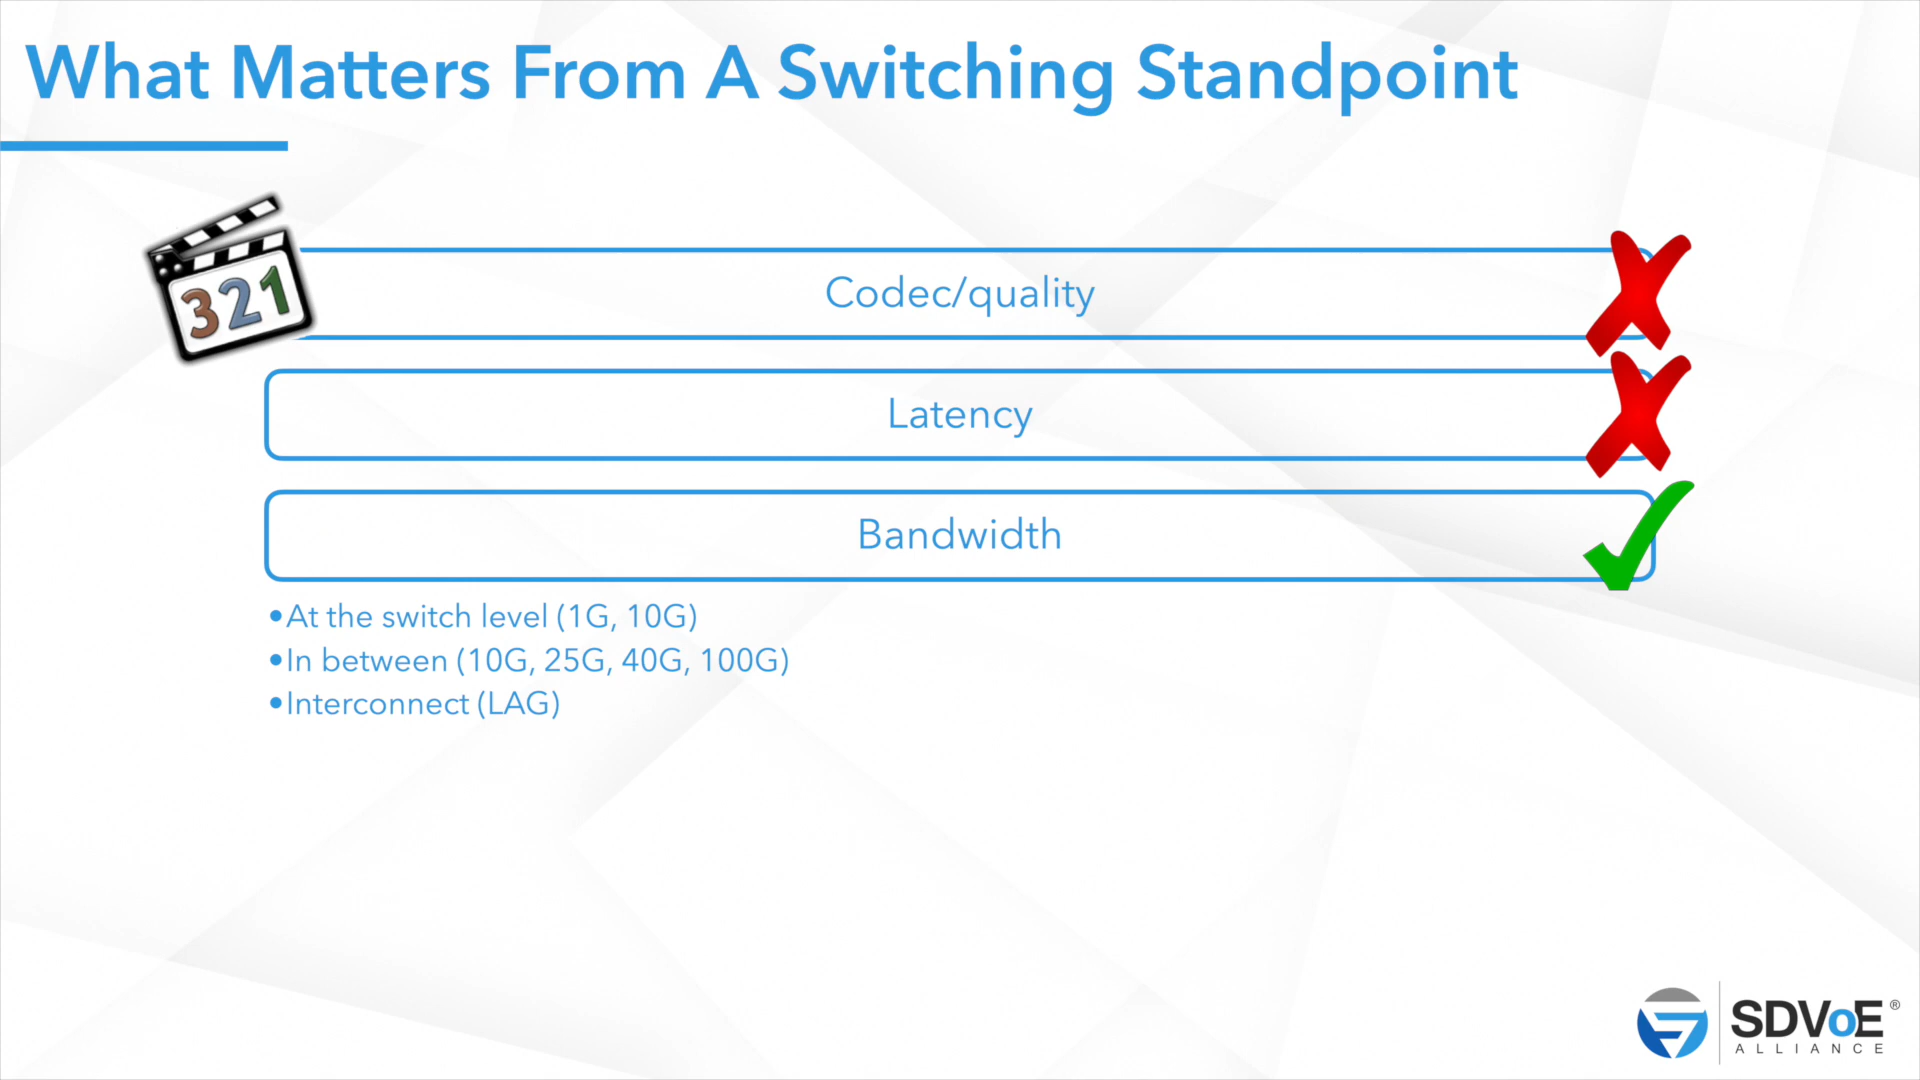 What Matters From A Switching Standpoint
321
Codec/quality
Latency
Bandwidth
•At the switch level (1G, 10G)
•In between (10G, 25G, 40G, 100G)
•Interconnect (LAG)
SDVoE®
ALLIANCE